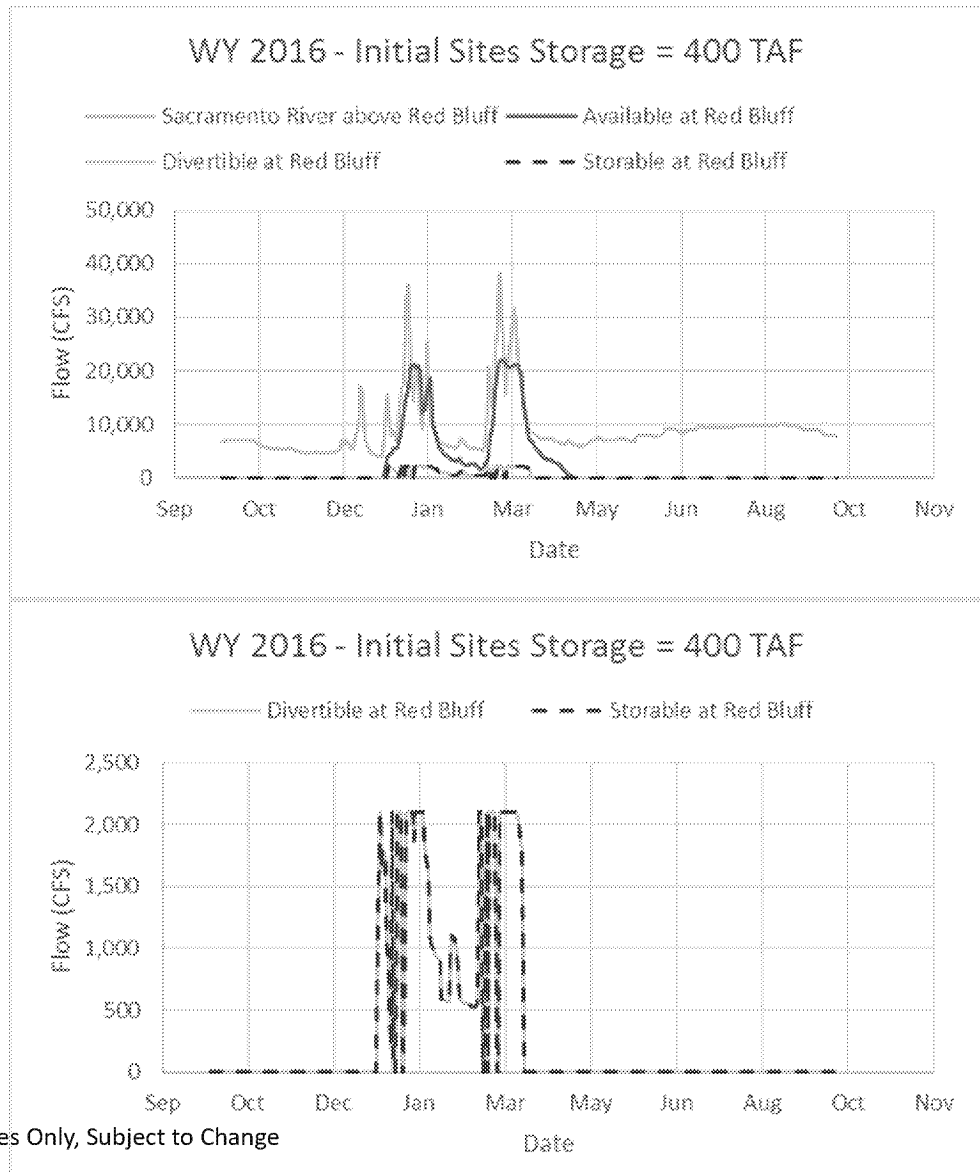 WY 2016 - Initial Sites Storage = 400 TAF
Sacramento River above Red Bluff
Available at Red Bluff
Divertible at Red Bluff
Storable at Red Bluff
50,000
40,000
30,000
20,000
10,000
0
Flow (CFS)
Sep Oct Dec Jan Mar May Jun Aug Oct Nov
Date
WY 2016 - Initial Sites Storage = 400 TAF
Divertible at Red Bluff
Storable at Red Bluff
2,500
2,000
1,500
1,000
500
0
Flow (CFS)
Sep Oct Dec Jan Mar May Jun Aug Oct Nov
Date
es Only, Subject to Change